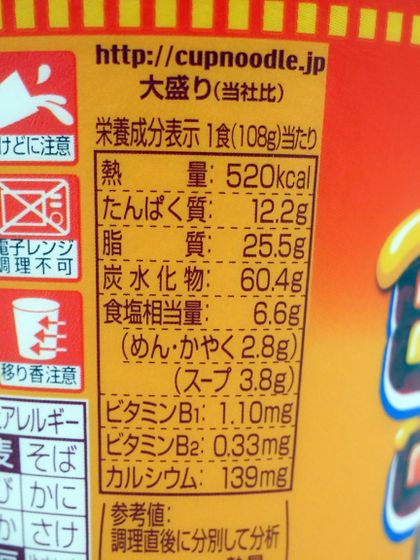 http://cupnoodle.jp
大盛り(当社比)
栄養成分表示 1食(108g)当たり
熱量: 520kcal
たんぱく質: 12.2g
脂質: 25.5g
炭水化物: 60.4g
食塩相当量: 6.6g
(めん・かやく 2.8g)
(スープ 3.8g)
ビタミンB1: 1.10mg
ビタミンB2: 0.33mg
カルシウム: 139mg
参考値:
調理直後に分別して分析
けどに注意
電子レンジ
調理不可
移り香注意
アレルギー
麦 そば
び かに
か さけ